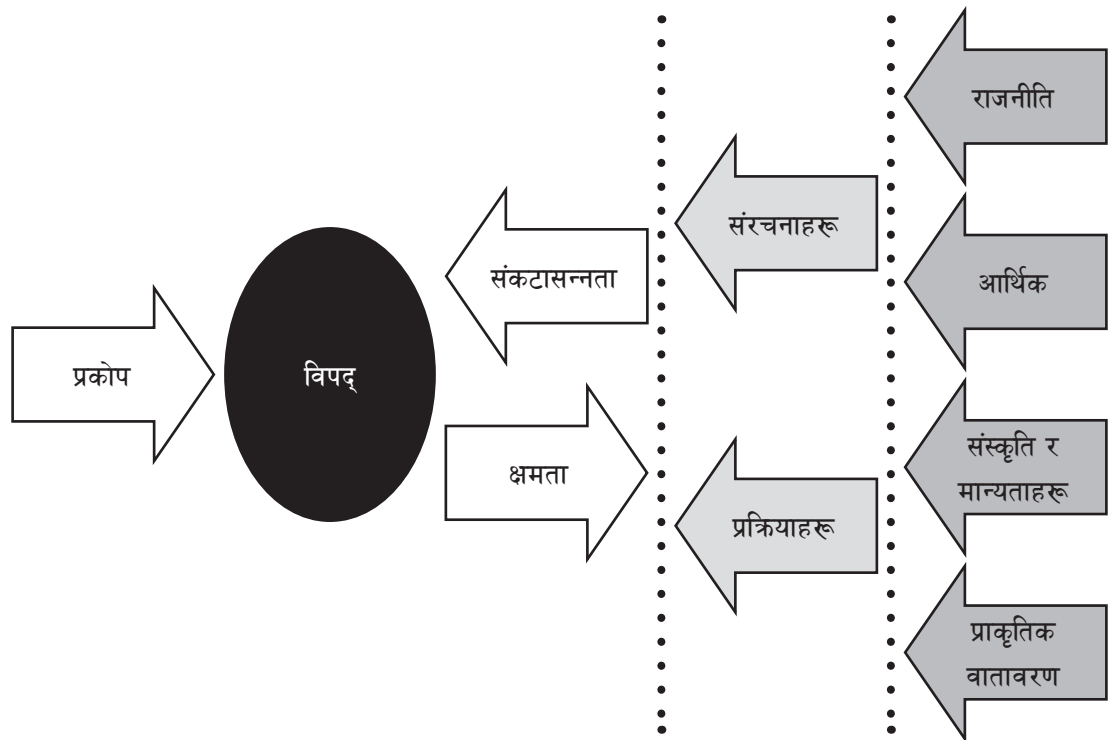 राजनीति
संरचनाहरू
संकटासन्नता
आर्थिक
प्रकोप
विपद्
क्षमता
संस्कृति र
मान्यताहरू
प्रक्रियाहरू
प्राकृतिक
वातावरण